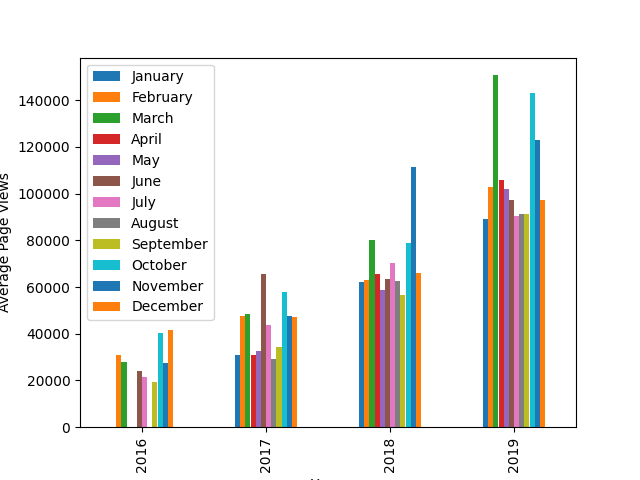 January
February
March
April
May
June
July
August
September
October
November
December
140000
120000
100000
80000
60000
40000
20000
0
Average Page Views
2016
2017
2018
2019